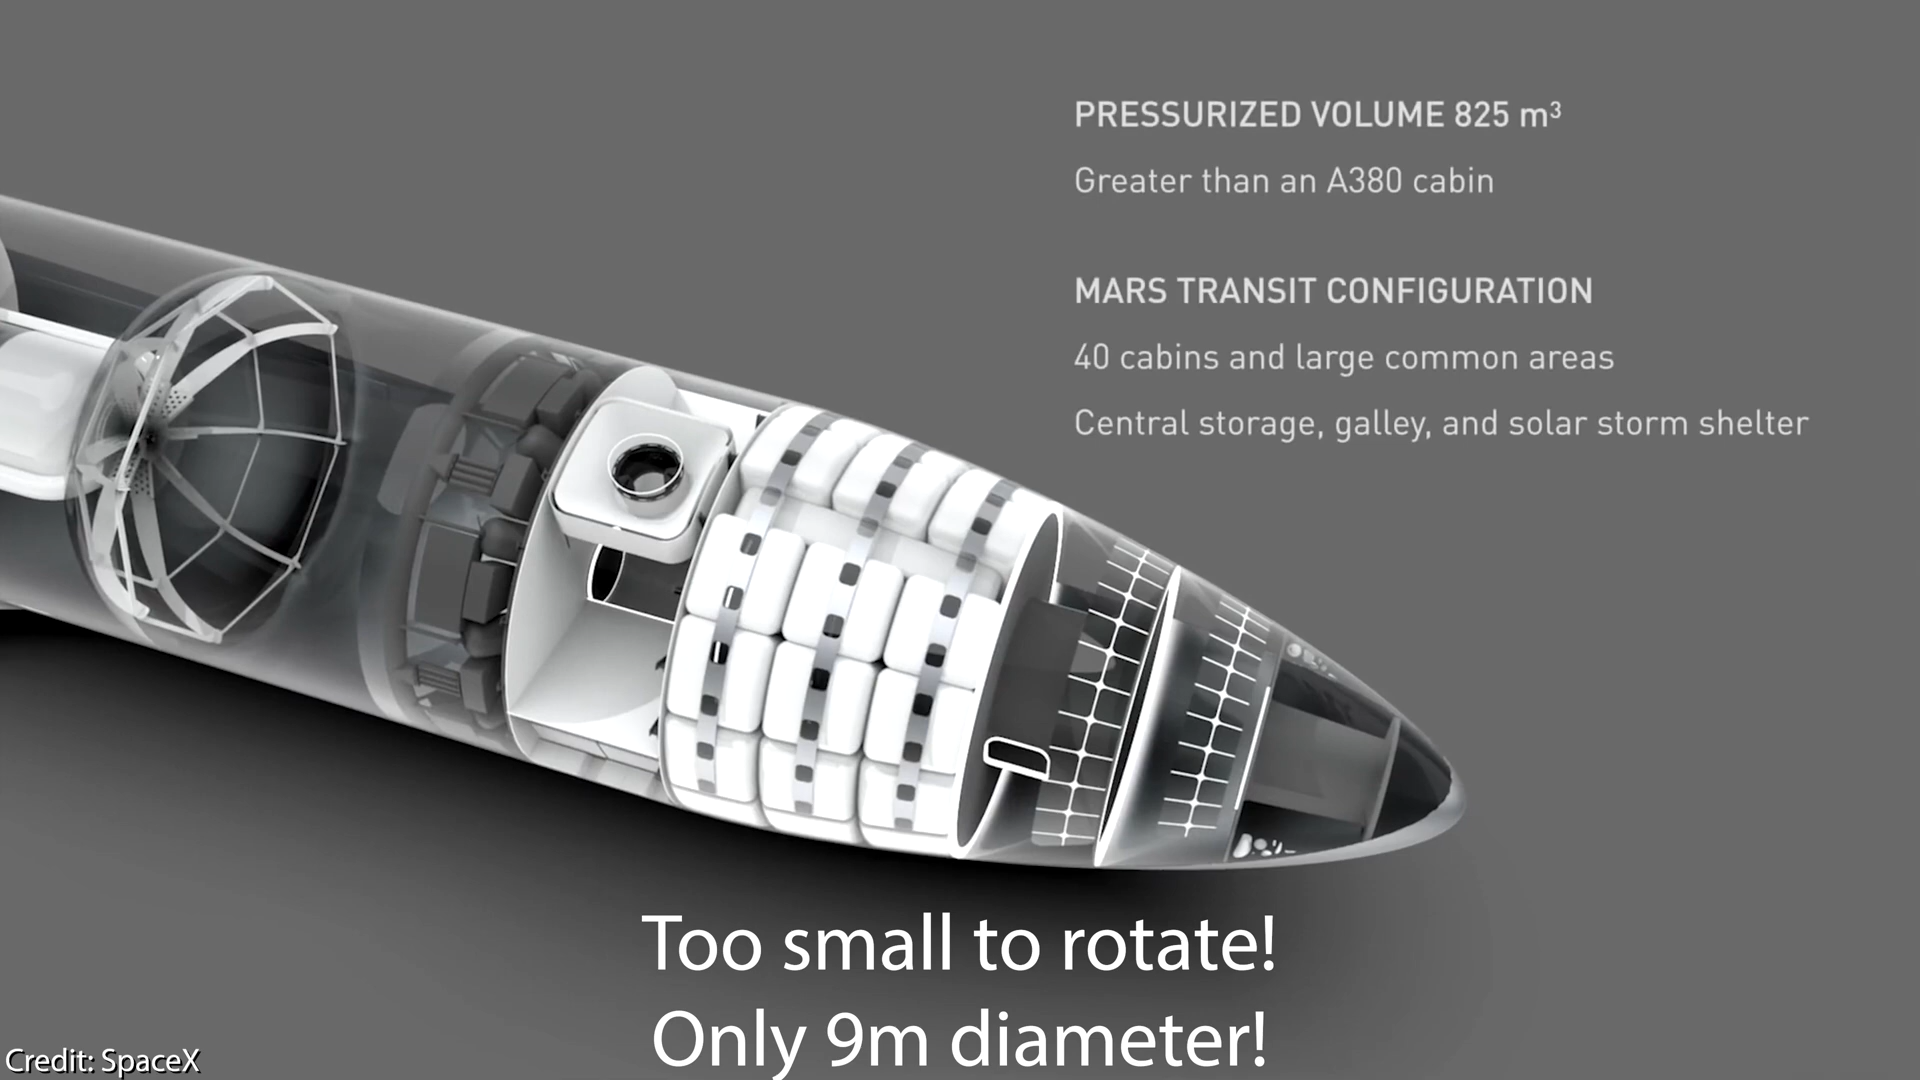 PRESSURIZED VOLUME 825 m³
Greater than an A380 cabin
MARS TRANSIT CONFIGURATION
40 cabins and large common areas
Central storage, galley, and solar storm shelter
Too small to rotate!
Only 9m diameter!
Credit: SpaceX